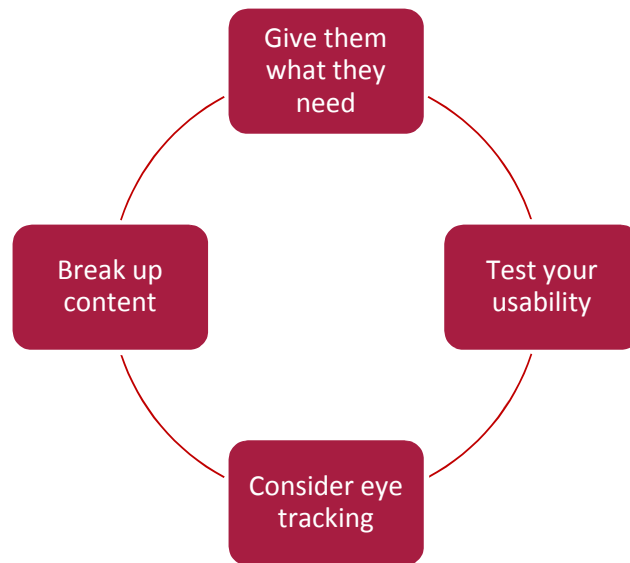 Give them
what they
need
Test your
usability
Consider eye
tracking
Break up
content